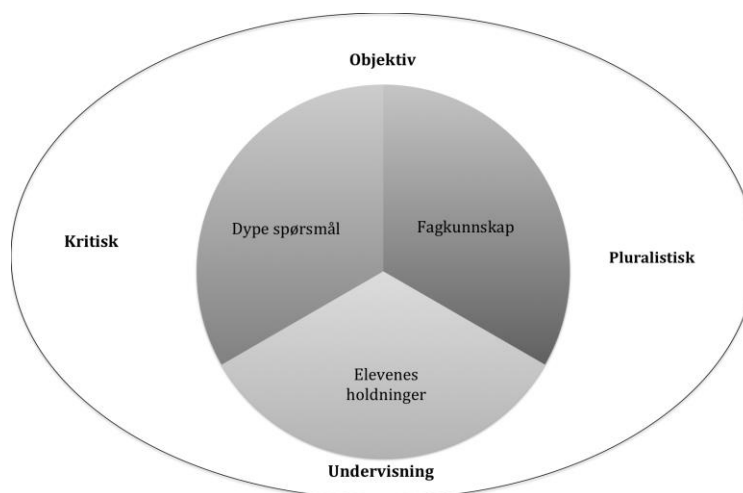 Objektiv
Dype spørsmål
Fagkunnskap
Kritisk
Pluralistisk
Elevenes
holdninger
Undervisning